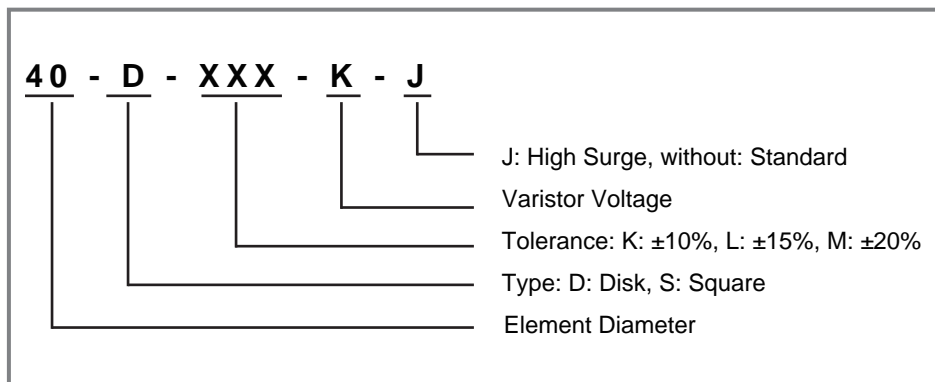 40 - D - XXX - K - J
J: High Surge, without: Standard
Varistor Voltage
Tolerance: K: ±10%, L: ±15%, M: ±20%
Type: D: Disk, S: Square
Element Diameter